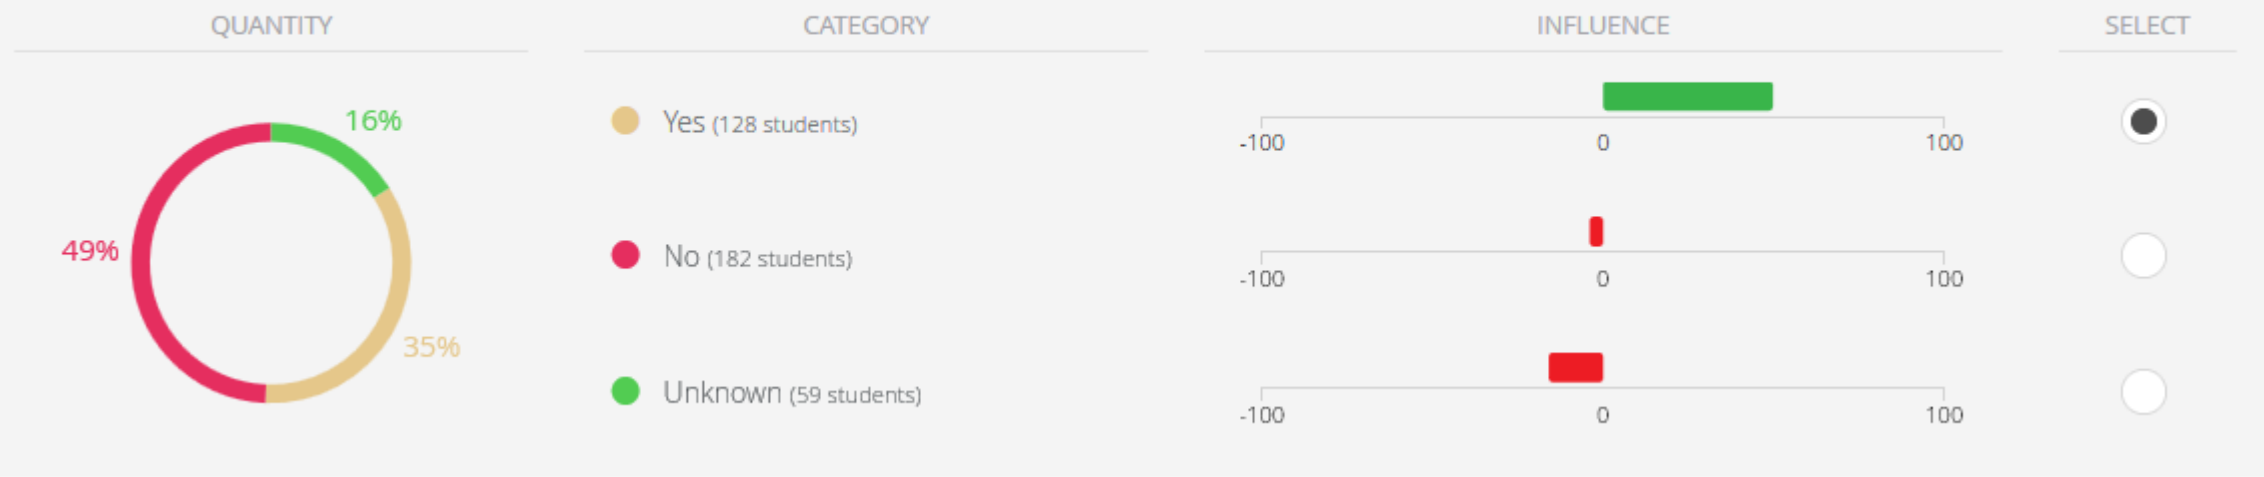 QUANTITY CATEGORY INFLUENCE SELECT
16%
49%
35%
Yes (128 students)
-100 0 100
No (182 students)
-100 0 100
Unknown (59 students)
-100 0 100